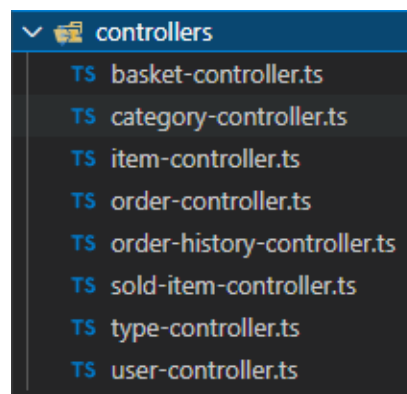 controllers
TS basket-controller.ts
TS category-controller.ts
TS item-controller.ts
TS order-controller.ts
TS order-history-controller.ts
TS sold-item-controller.ts
TS type-controller.ts
TS user-controller.ts